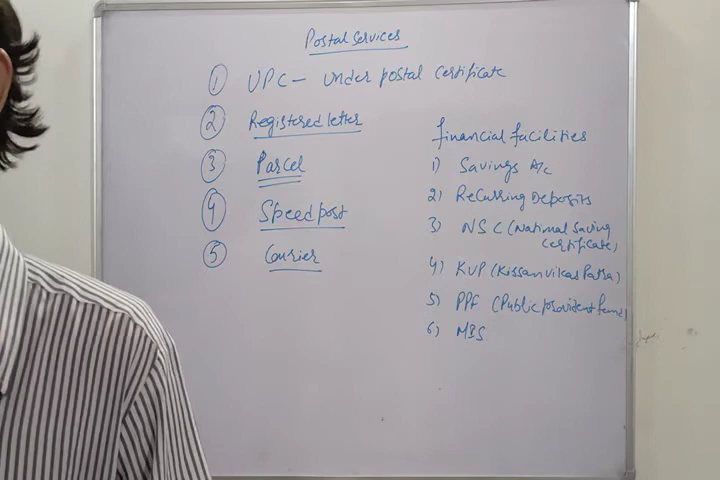 Postal Services
① UPC - Under postal certificate
② Registered letter
③ Parcel
④ Speed post
⑤ Courier
financial facilities
1) Savings A/c
2) Recurring Deposits
3) NSC (National Saving
certificate)
4) KVP (Kissan vikas Patra)
5) PPF (Public provident fund)
6) MIS